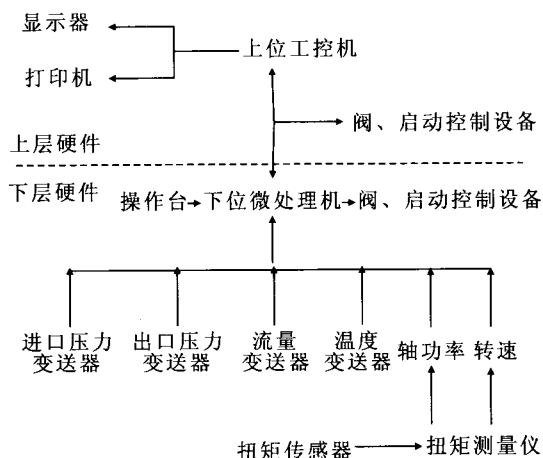 显示器
上位工控机
打印机
阀、启动控制设备
上层硬件
下层硬件
操作台 下位微处理机 阀、启动控制设备
进口压力
变送器
出口压力
变送器
流量
变送器
温度
变送器
轴功率
转速
扭矩传感器
扭矩测量仪